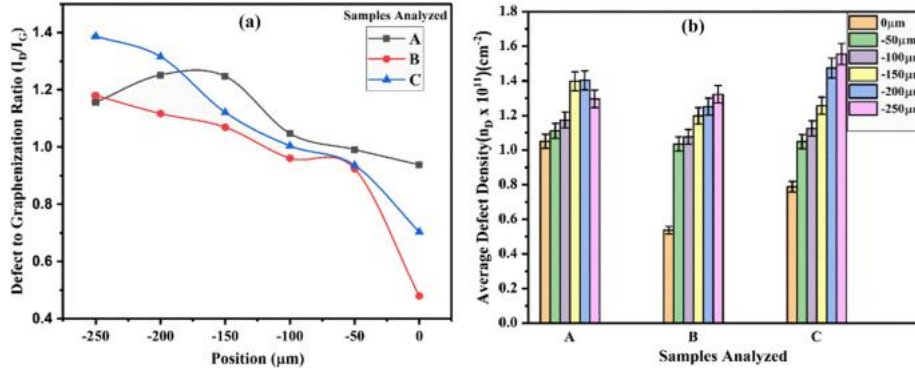 (a)
Samples Analyzed
A
B
C
Defect to Graphenization Ratio (I_D/I_G)
1.4
1.2
1.0
0.8
0.6
0.4
-250 -200 -150 -100 -50 0
Position (µm)
(b)
0µm
-50µm
-100µm
-150µm
-200µm
-250µm
Average Defect Density(n_D x 10¹¹)(cm⁻²)
1.8
1.6
1.4
1.2
1.0
0.8
0.6
0.4
0.2
0.0
A B C
Samples Analyzed